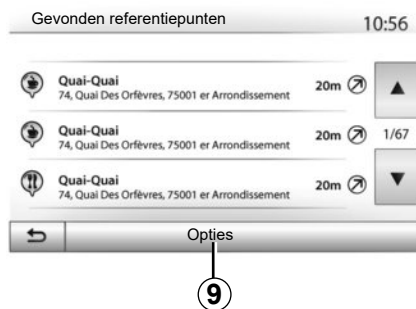 Gevonden referentiepunten 10:56
Quai-Quai
74, Quai Des Orfèvres, 75001 er Arrondissement 20m
Quai-Quai
74, Quai Des Orfèvres, 75001 er Arrondissement 20m
1/67
Quai-Quai
74, Quai Des Orfèvres, 75001 er Arrondissement 20m
Opties
9